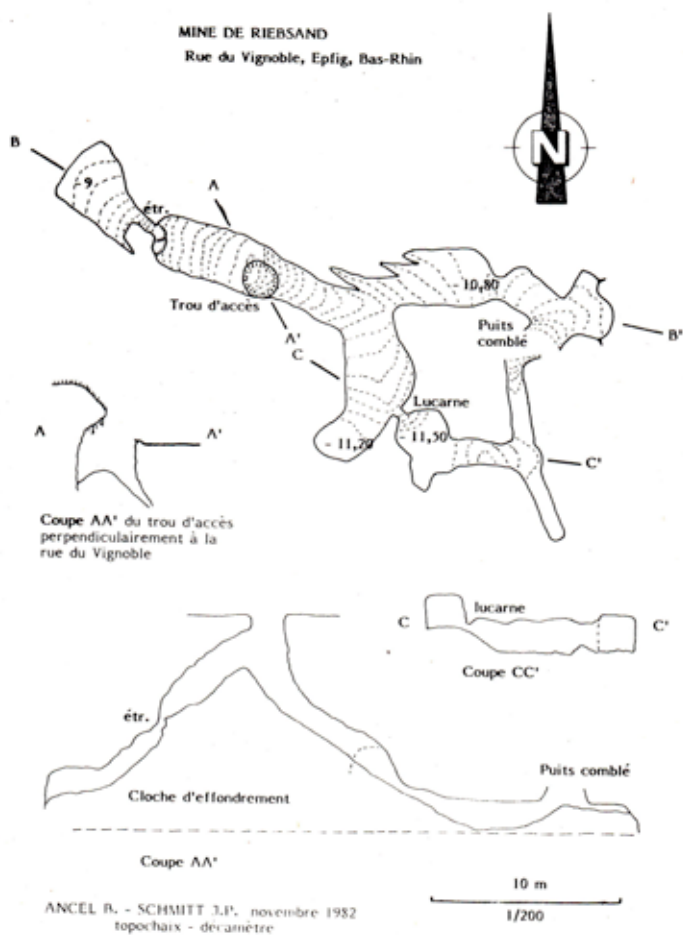 MINE DE RIEBSAND
Rue du Vignoble, Epfig, Bas-Rhin
N
B
- 9
étr.
A
Trou d'accès
A'
C
- 10,80
Puits
comblé
B'
Lucarne
- 11,20
- 11,50
C'
A
A'
Coupe AA' du trou d'accès
perpendiculairement à la
rue du Vignoble
C
lucarne
C'
Coupe CC'
étr.
Cloche d'effondrement
Puits comblé
Coupe AA'
10 m
1/200
ANCEL B. - SCHMITT J.P. novembre 1982
topochaix - décamètre